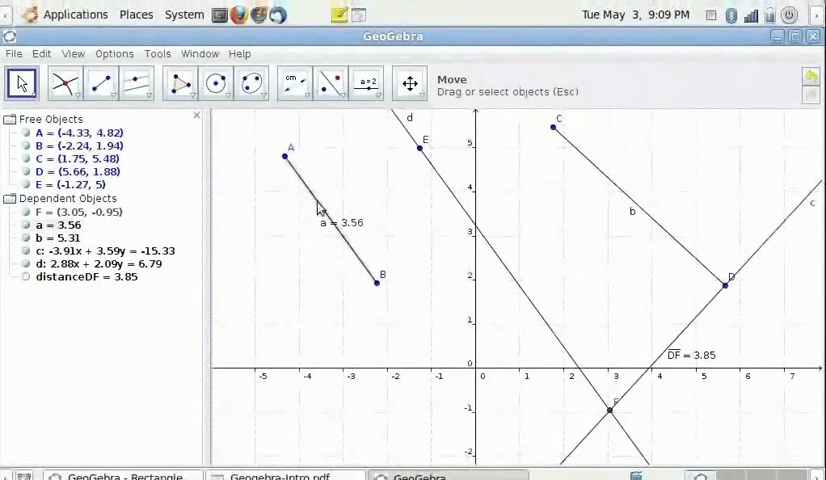 Applications Places System Tue May 3, 9:09 PM
GeoGebra
File Edit View Options Tools Window Help
cm a=2 Move
Drag or select objects (Esc)
Free Objects
A = (-4.33, 4.82)
B = (-2.24, 1.94)
C = (1.75, 5.48)
D = (5.66, 1.88)
E = (-1.27, 5)
Dependent Objects
F = (3.05, -0.95)
a = 3.56
b = 5.31
c: -3.91x + 3.59y = -15.33
d: 2.88x + 2.09y = 6.79
distanceDF = 3.85
d
C
E
5
A
4
c
b
a = 3.56
3
B
D
2
1
DF = 3.85
0
-5 -4 -3 -2 -1 0 1 2 3 4 5 6 7
F
-1
-2
GeoGebra - Rectangle... Geogebra-Intro.pdf GeoGebra